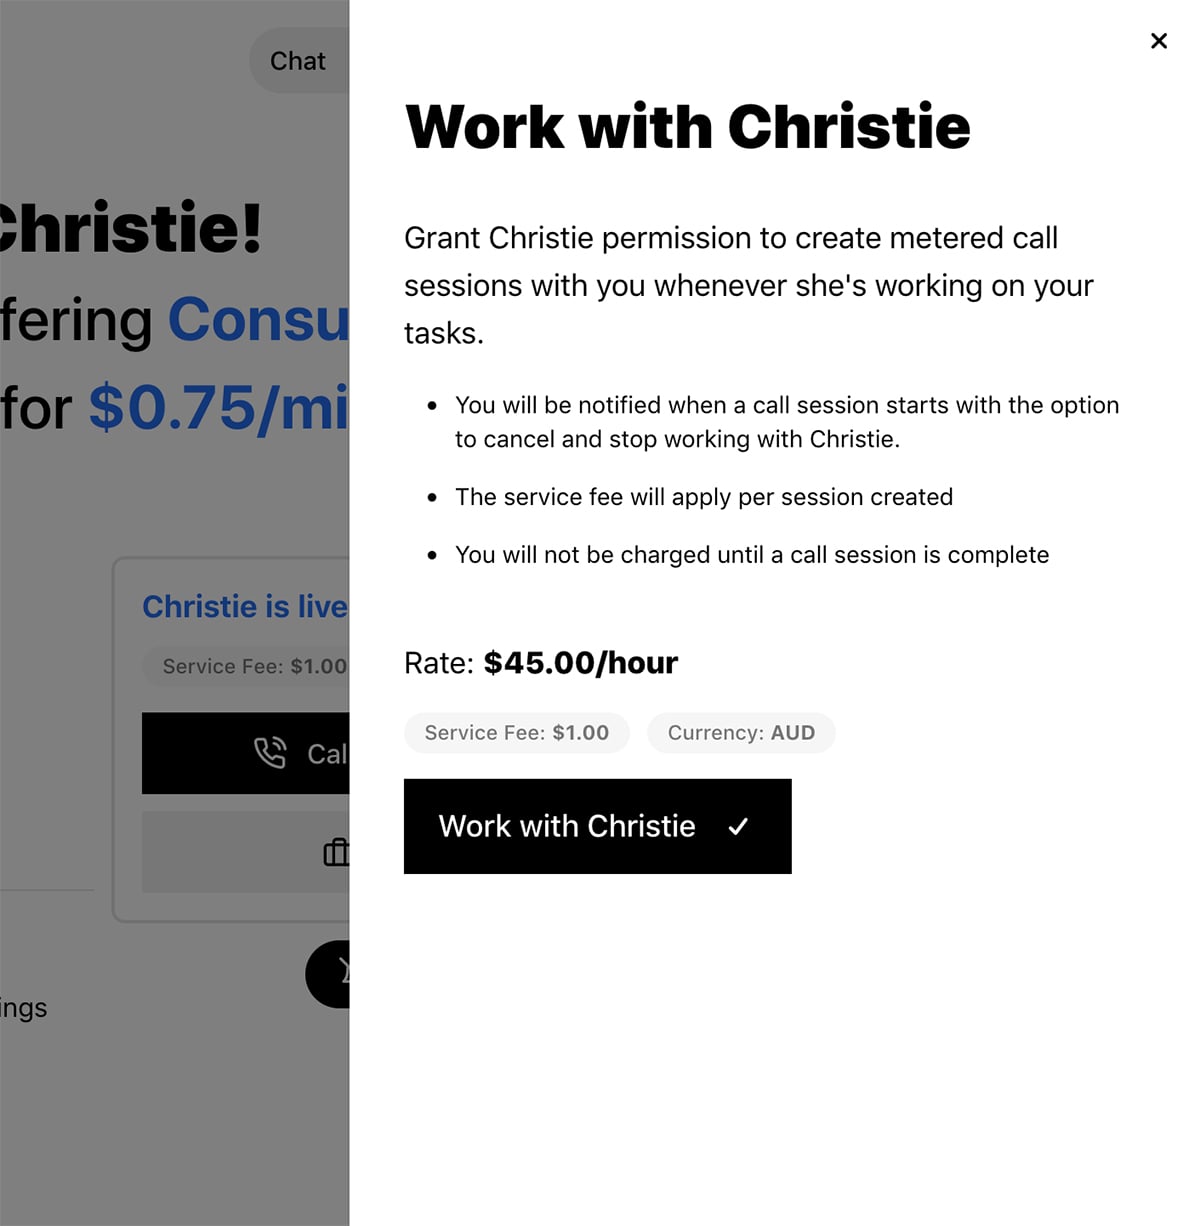 Chat
Christie!
fering Consu
for $0.75/mi
Christie is live
Service Fee: $1.00
Cal
ings
Work with Christie
Grant Christie permission to create metered call
sessions with you whenever she's working on your
tasks.
You will be notified when a call session starts with the option
to cancel and stop working with Christie.
The service fee will apply per session created
You will not be charged until a call session is complete
Rate: $45.00/hour
Service Fee: $1.00
Currency: AUD
Work with Christie